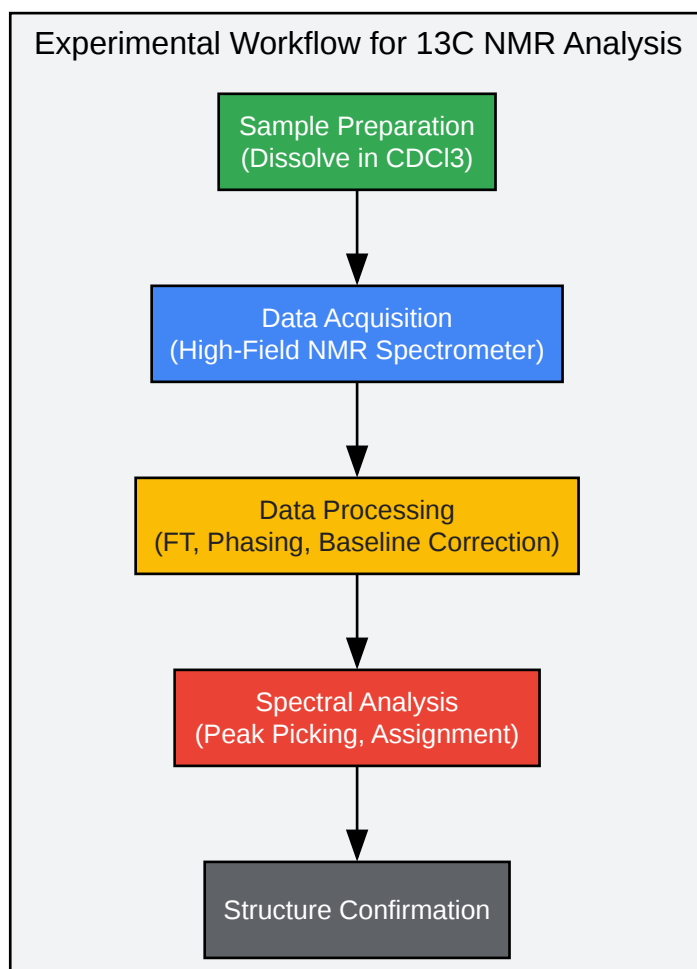 Experimental Workflow for 13C NMR Analysis
Sample Preparation
(Dissolve in CDCl3)
Data Acquisition
(High-Field NMR Spectrometer)
Data Processing
(FT, Phasing, Baseline Correction)
Spectral Analysis
(Peak Picking, Assignment)
Structure Confirmation